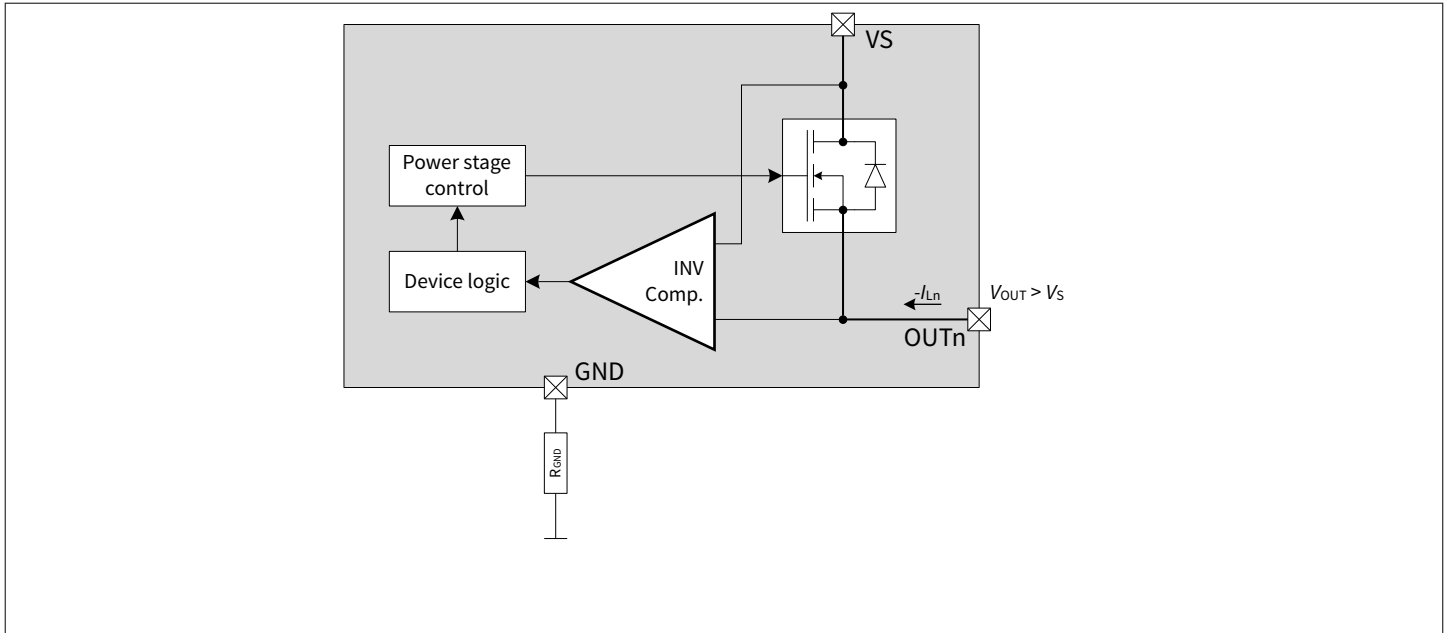 VS
Power stage
control
INV
Comp.
Device logic
-ILn
VOUT > VS
OUTn
GND
RGND